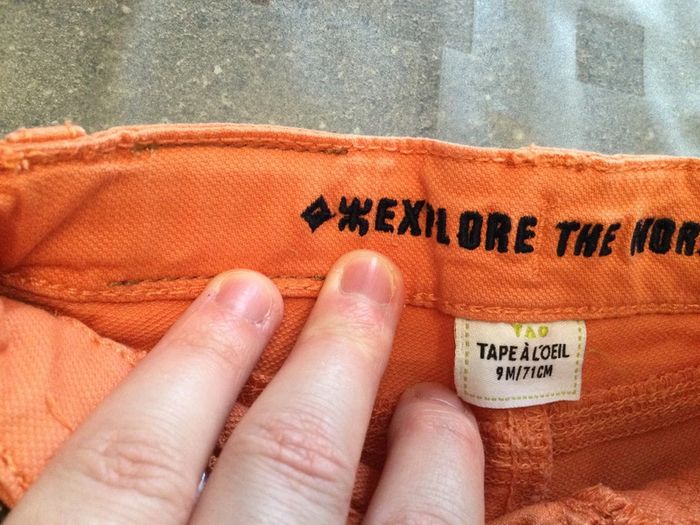 EXPLORE THE
TAO
TAPE À L'OEIL
9M/71CM